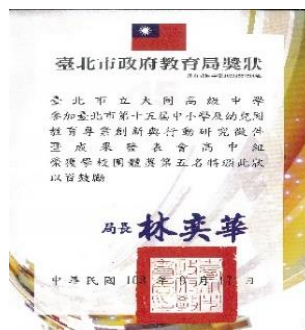 臺北市政府教育局獎狀
臺北市立大同高級中學
參加臺北市第十五屆中小學及幼兒園
教育專業創新與行動研究徵件
暨成果發表會高中組
榮獲學校團體獎第五名特頒此狀
以資鼓勵
局長 林奕華
中華民國 103 年 月 日